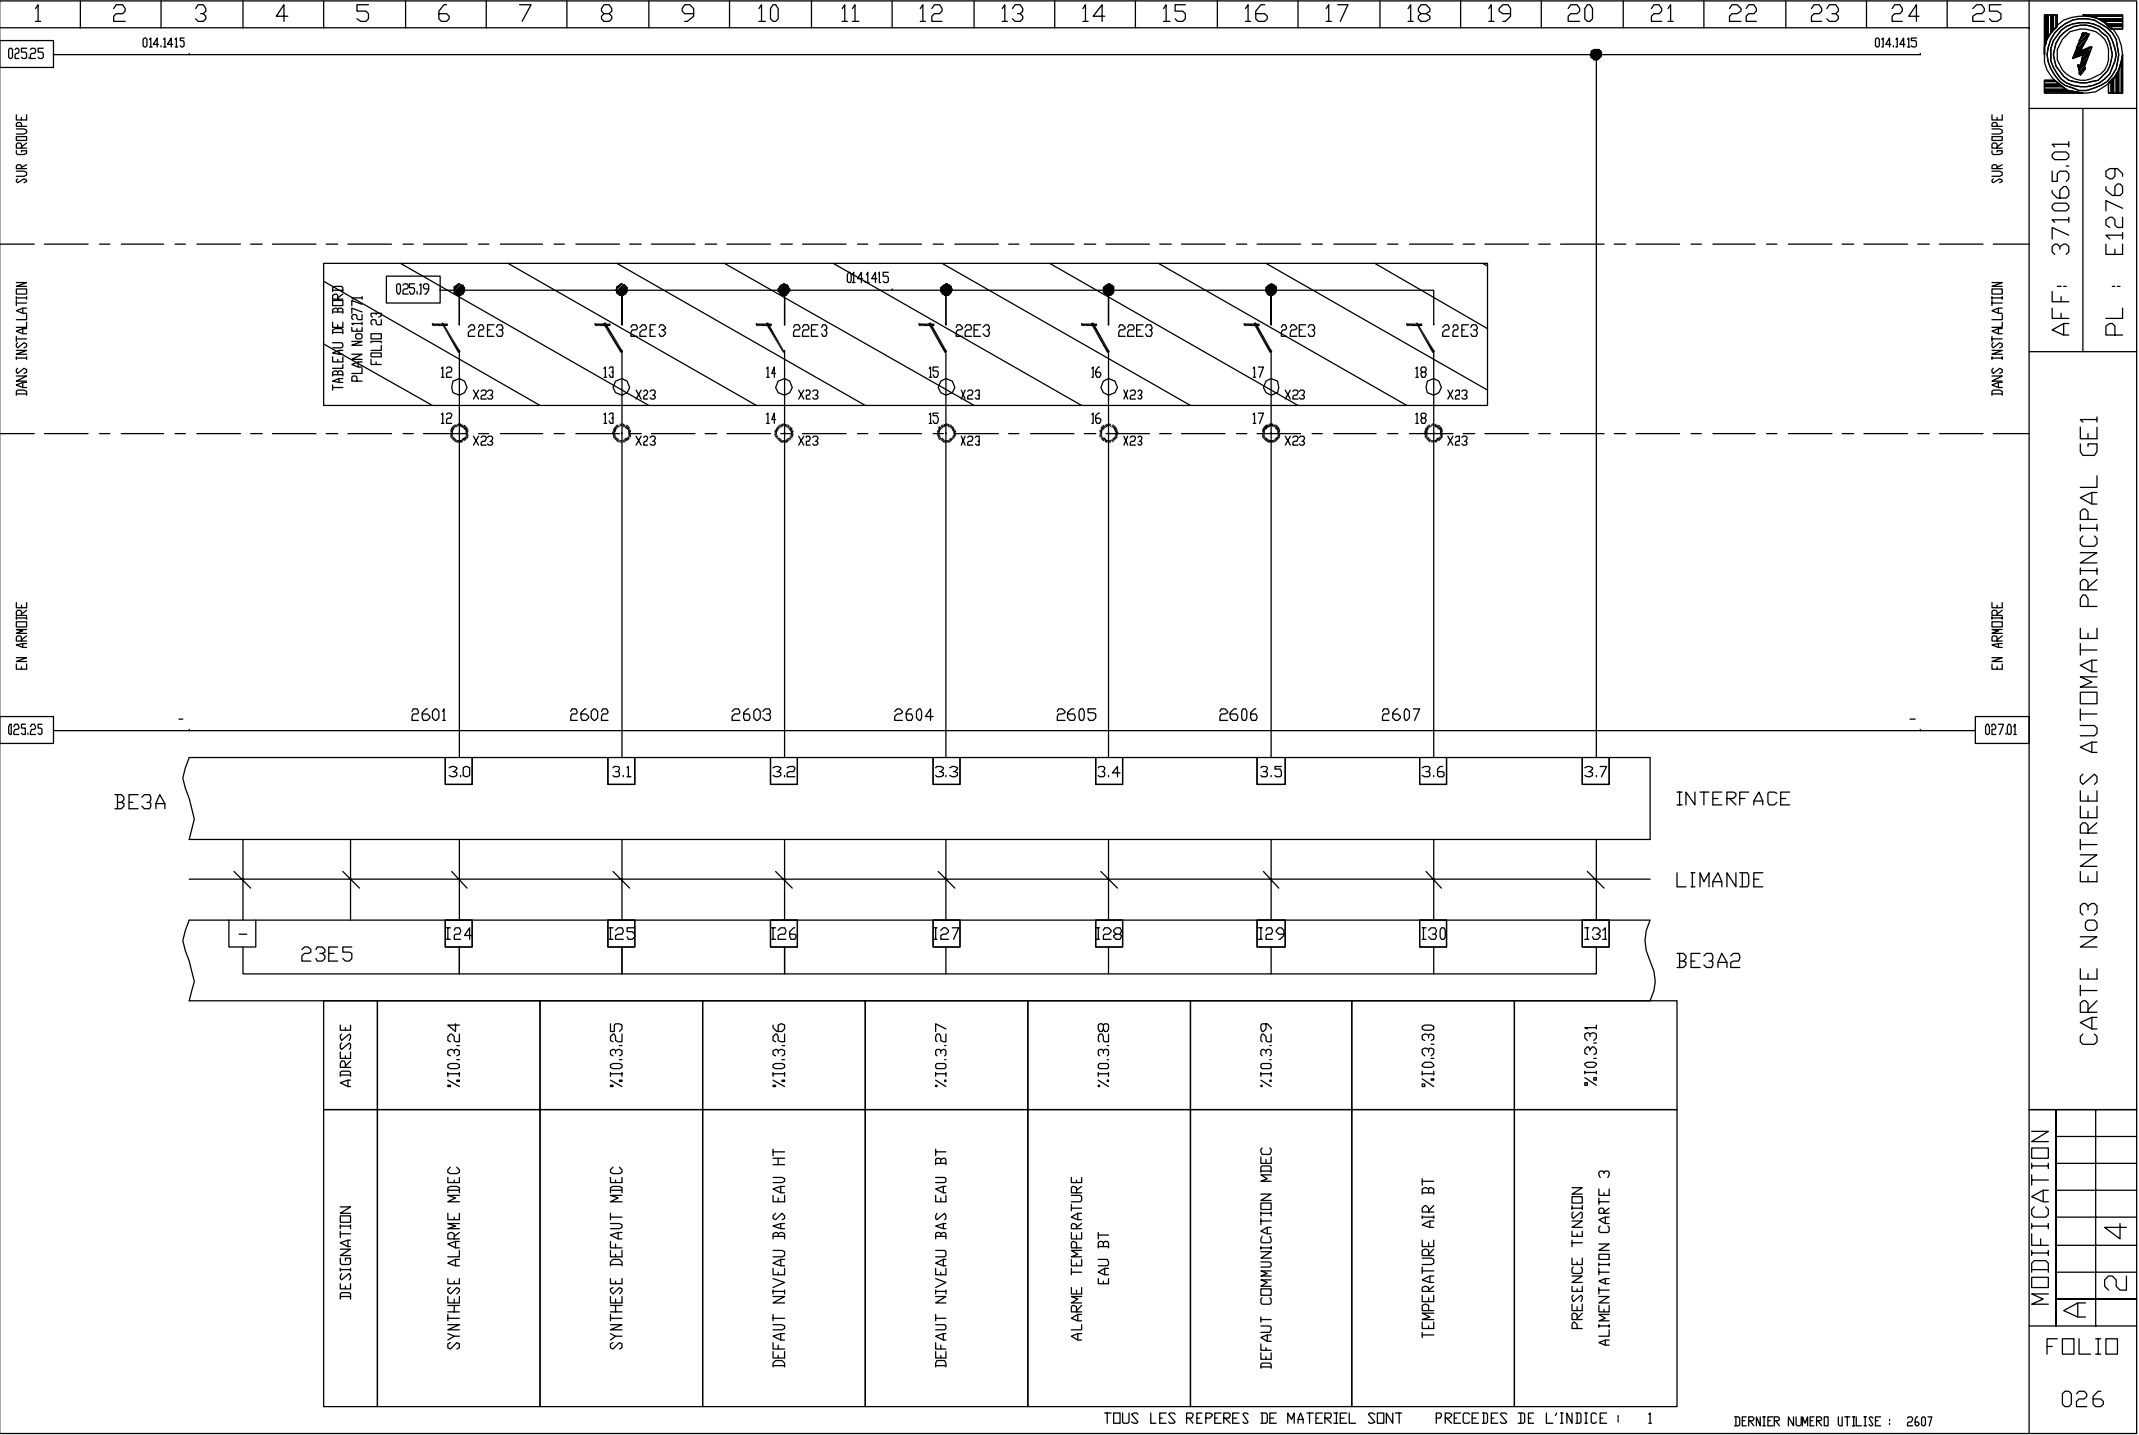 1 2 3 4 5 6 7 8 9 10 11 12 13 14 15 16 17 18 19 20 21 22 23 24 25
025.25
014.1415
014.1415
SUR GROUPE
SUR GROUPE
DANS INSTALLATION
DANS INSTALLATION
TABLEAU DE BORD
PLAN NoE12771
FOLIO 23
025.19
014.1415
22E3 22E3 22E3 22E3 22E3 22E3 22E3
12 X23 13 X23 14 X23 15 X23 16 X23 17 X23 18 X23
12 X23 13 X23 14 X23 15 X23 16 X23 17 X23 18 X23
EN ARMOIRE
EN ARMOIRE
2601 2602 2603 2604 2605 2606 2607
025.25
-
-
027.01
3.0 3.1 3.2 3.3 3.4 3.5 3.6 3.7
BE3A
INTERFACE
LIMANDE
- I24 I25 I26 I27 I28 I29 I30 I31
23E5
BE3A2
ADRESSE
%I0.3.24
%I0.3.25
%I0.3.26
%I0.3.27
%I0.3.28
%I0.3.29
%I0.3.30
%I0.3.31
DESIGNATION
SYNTHESE ALARME MDEC
SYNTHESE DEFAUT MDEC
DEFAUT NIVEAU BAS EAU HT
DEFAUT NIVEAU BAS EAU BT
ALARME TEMPERATURE
EAU BT
DEFAUT COMMUNICATION MDEC
TEMPERATURE AIR BT
PRESENCE TENSION
ALIMENTATION CARTE 3
TOUS LES REPERES DE MATERIEL SONT PRECEDES DE L'INDICE : 1
DERNIER NUMERO UTILISE : 2607
AFF: 371065.01
PL : E12769
CARTE No3 ENTREES AUTOMATE PRINCIPAL GE1
MODIFICATION
A
2 4
FOLIO
026